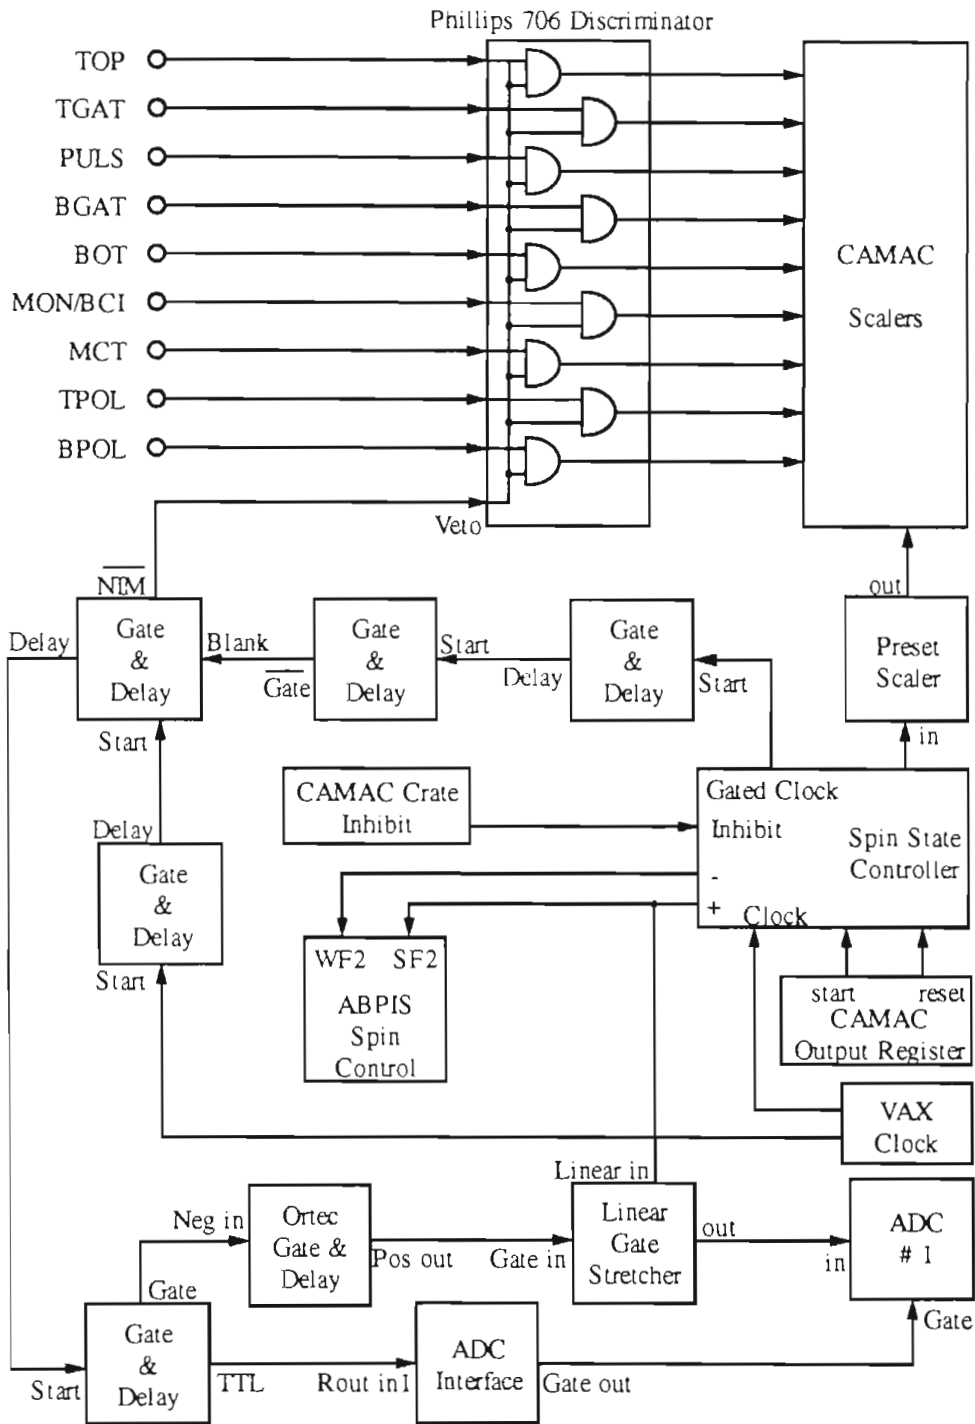 Phillips 706 Discriminator
TOP
TGAT
PULS
BGAT
BOT
MON/BCI
MCT
TPOL
BPOL
CAMAC
Scalers
Veto
NIM
out
Delay
Gate
&
Delay
Blank
Gate
Gate
&
Delay
Start
Delay
Gate
&
Delay
Start
Preset
Scaler
in
Start
CAMAC Crate
Inhibit
Gated Clock
Inhibit
Spin State
Controller
-
+
Clock
Delay
Gate
&
Delay
Start
WF2 SF2
ABPIS
Spin
Control
start reset
CAMAC
Output Register
VAX
Clock
Linear in
Neg in
Ortec
Gate &
Delay
Pos out
Gate in
Linear
Gate
Stretcher
out
in
ADC
# 1
Gate
Gate
Start
Gate
&
Delay
TTL
Rout in1
ADC
Interface
Gate out